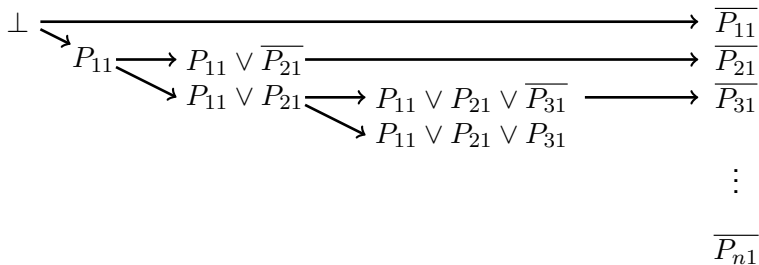 ⊥ $\overline{P_{11}}$
$P_{11}$ $P_{11} \vee \overline{P_{21}}$ $\overline{P_{21}}$
$P_{11} \vee P_{21}$ $P_{11} \vee P_{21} \vee \overline{P_{31}}$ $\overline{P_{31}}$
$P_{11} \vee P_{21} \vee P_{31}$
⋮
$\overline{P_{n1}}$